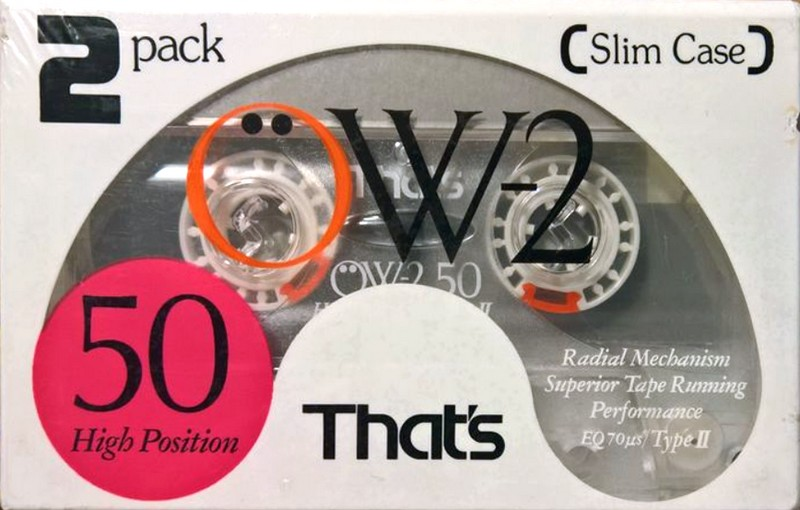 2 pack
[Slim Case]
ÖW-2
That's
ÖW-2 50
50
High Position
That's
Radial Mechanism
Superior Tape Running
Performance
EQ 70µs/Type II